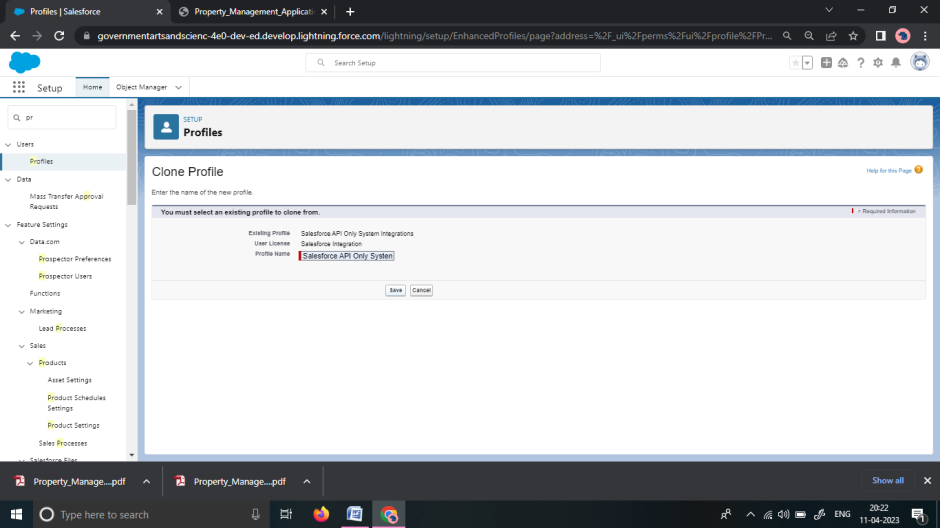 Profiles | Salesforce
Property_Management_Applicati
governmentartsandscienc-4e0-dev-ed.develop.lightning.force.com/lightning/setup/EnhancedProfiles/page?address=%2F_ui%2Fperms%2Fui%2Fprofile%2FPr...
Search Setup
Setup
Home
Object Manager
pr
Users
Profiles
Data
Mass Transfer Approval
Requests
Feature Settings
Data.com
Prospector Preferences
Prospector Users
Functions
Marketing
Lead Processes
Sales
Products
Asset Settings
Product Schedules
Settings
Product Settings
Sales Processes
Salesforce Files
SETUP
Profiles
Clone Profile
Help for this Page ?
Enter the name of the new profile.
You must select an existing profile to clone from.
= Required Information
Existing Profile Salesforce API Only System Integrations
User License Salesforce Integration
Profile Name Salesforce API Only System
Save Cancel
Property_Manage....pdf
Property_Manage....pdf
Show all
Type here to search
ENG
20:22
11-04-2023
1